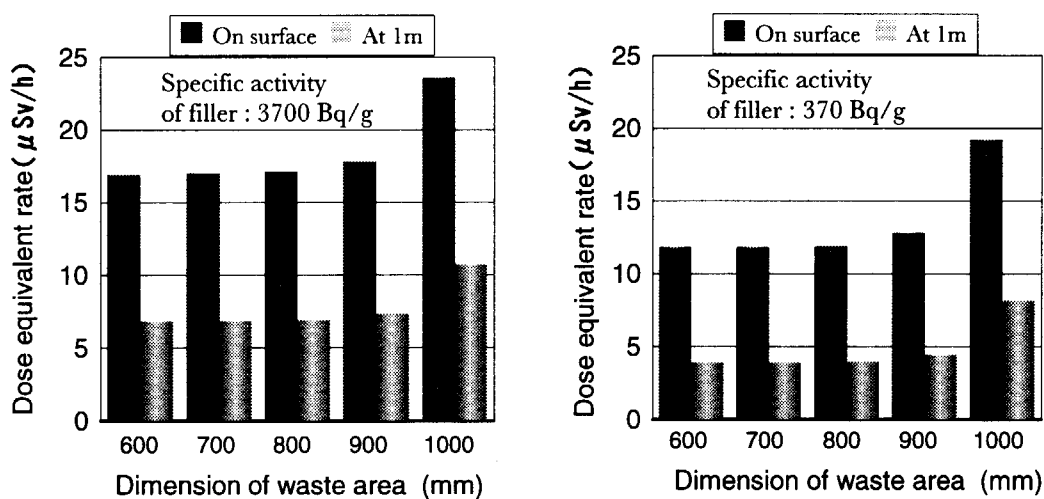 On surface At 1m
Dose equivalent rate(μSv/h)
25
20
15
10
5
0
Specific activity
of filler : 3700 Bq/g
600 700 800 900 1000
Dimension of waste area (mm)
On surface At 1m
Dose equivalent rate(μSv/h)
25
20
15
10
5
0
Specific activity
of filler : 370 Bq/g
600 700 800 900 1000
Dimension of waste area (mm)